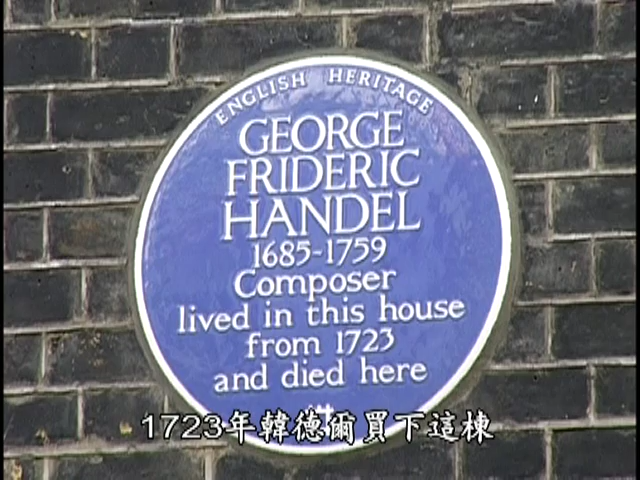 ENGLISH HERITAGE
GEORGE
FRIDERIC
HANDEL
1685-1759
Composer
lived in this house
from 1723
and died here
1723年韓德爾買下這棟